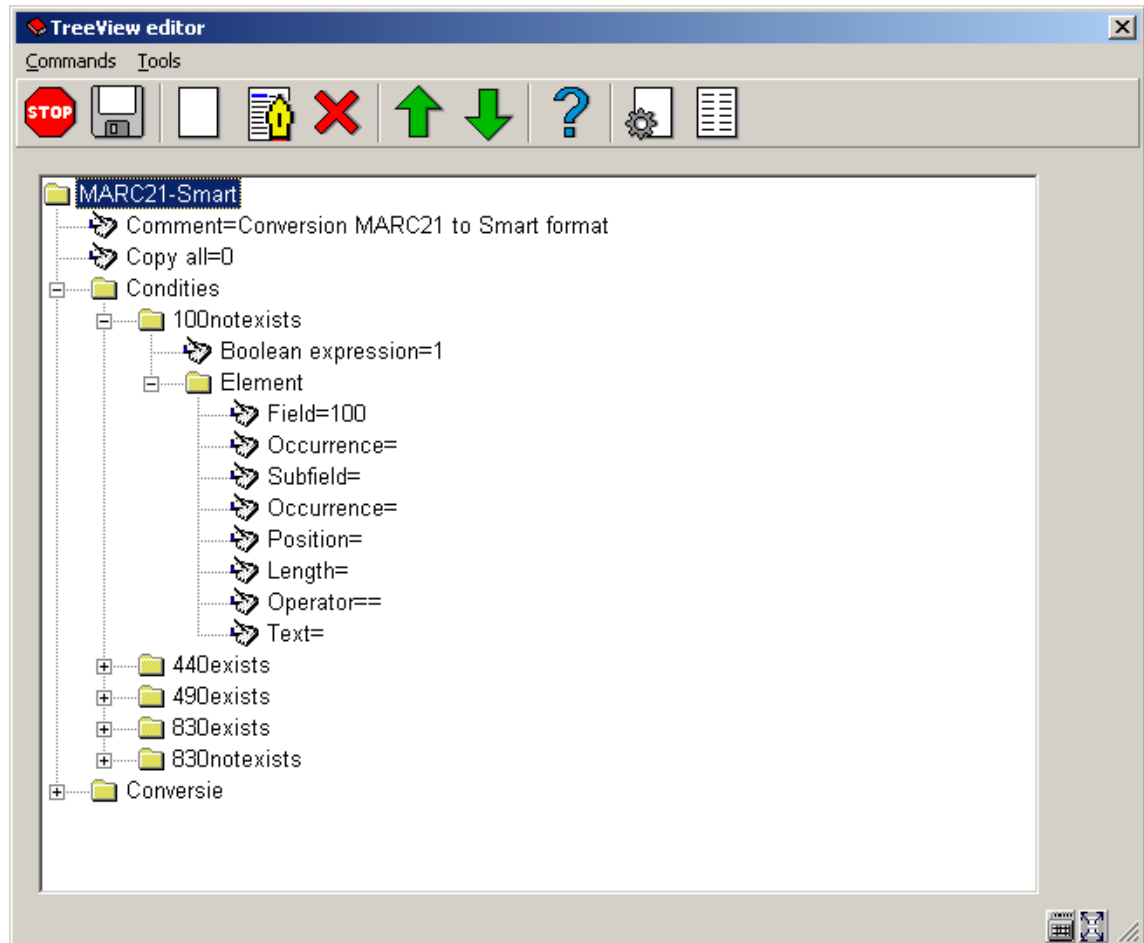 TreeView editor
Commands Tools
STOP
MARC21-Smart
Comment=Conversion MARC21 to Smart format
Copy all=0
Condities
100notexists
Boolean expression=1
Element
Field=100
Occurrence=
Subfield=
Occurrence=
Position=
Length=
Operator==
Text=
440exists
490exists
830exists
830notexists
Conversie